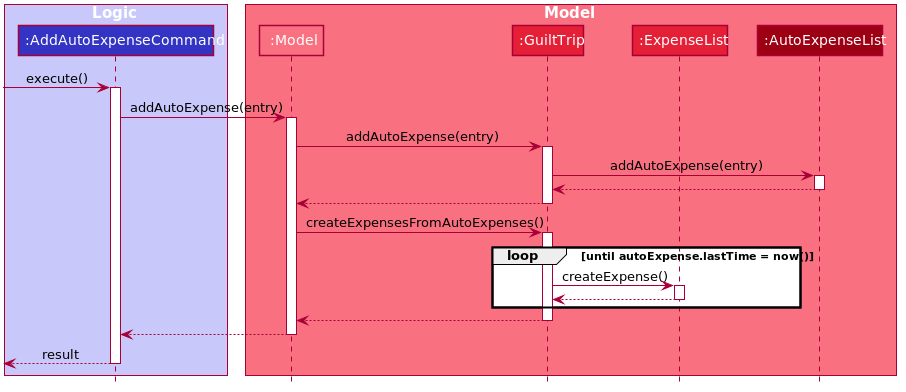 Logic
Model
:AddAutoExpenseCommand
:Model
:GuiltTrip
:ExpenseList
:AutoExpenseList
execute()
addAutoExpense(entry)
addAutoExpense(entry)
addAutoExpense(entry)
createExpensesFromAutoExpenses()
loop
[until autoExpense.lastTime = now()]
createExpense()
result